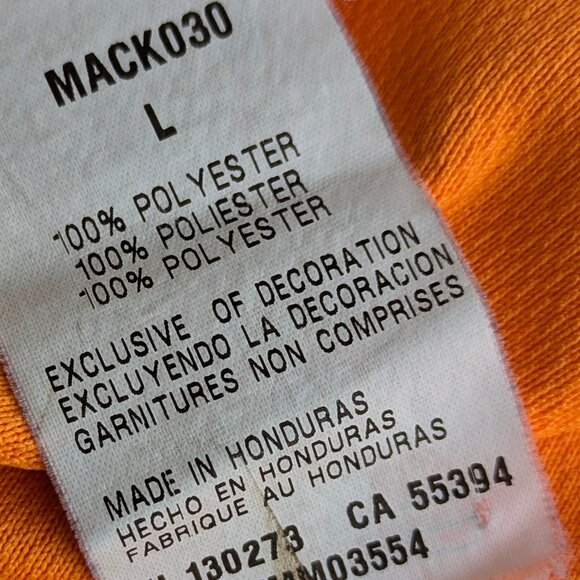 MACK030
L
100% POLYESTER
100% POLIESTER
100% POLYESTER
EXCLUSIVE OF DECORATION
EXCLUYENDO LA DECORACION
GARNITURES NON COMPRISES
MADE IN HONDURAS
HECHO EN HONDURAS
FABRIQUE AU HONDURAS
130273 CA 55394